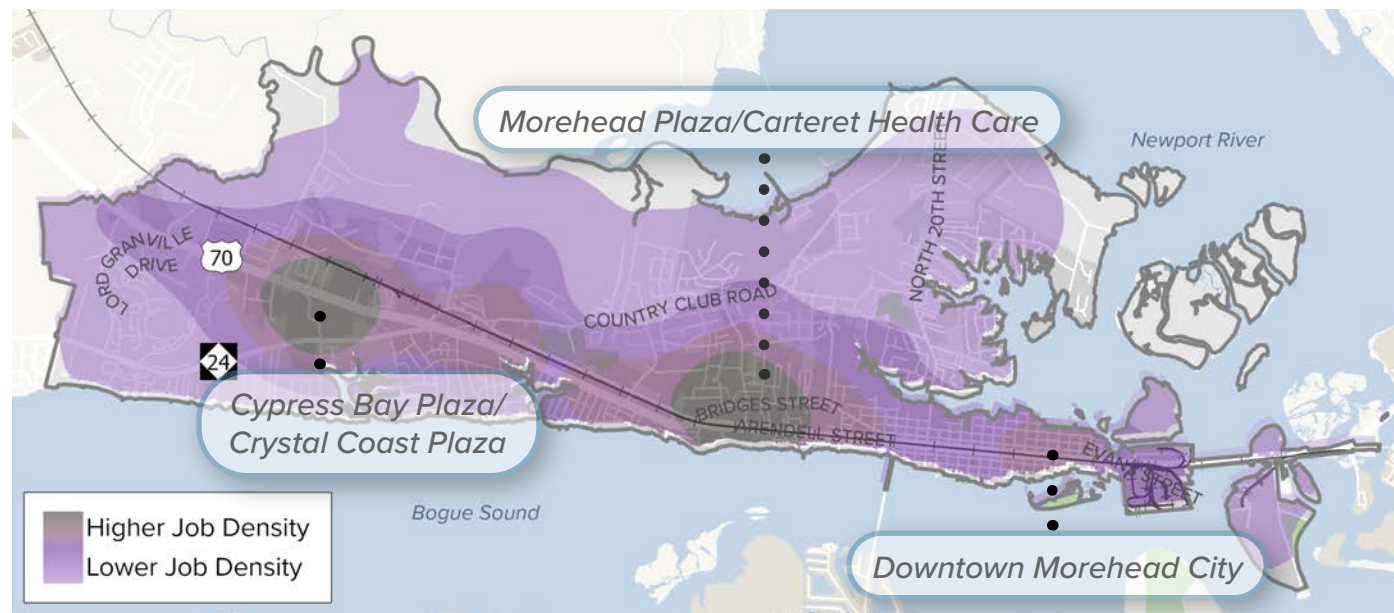 Morehead Plaza/Carteret Health Care
Newport River
NORTH 20TH STREET
LORD GRANVILLE
DRIVE
70
COUNTRY CLUB ROAD
24
Cypress Bay Plaza/
Crystal Coast Plaza
BRIDGES STREET
ARENDELL STREET
EVANS STREET
Bogue Sound
Downtown Morehead City
Higher Job Density
Lower Job Density